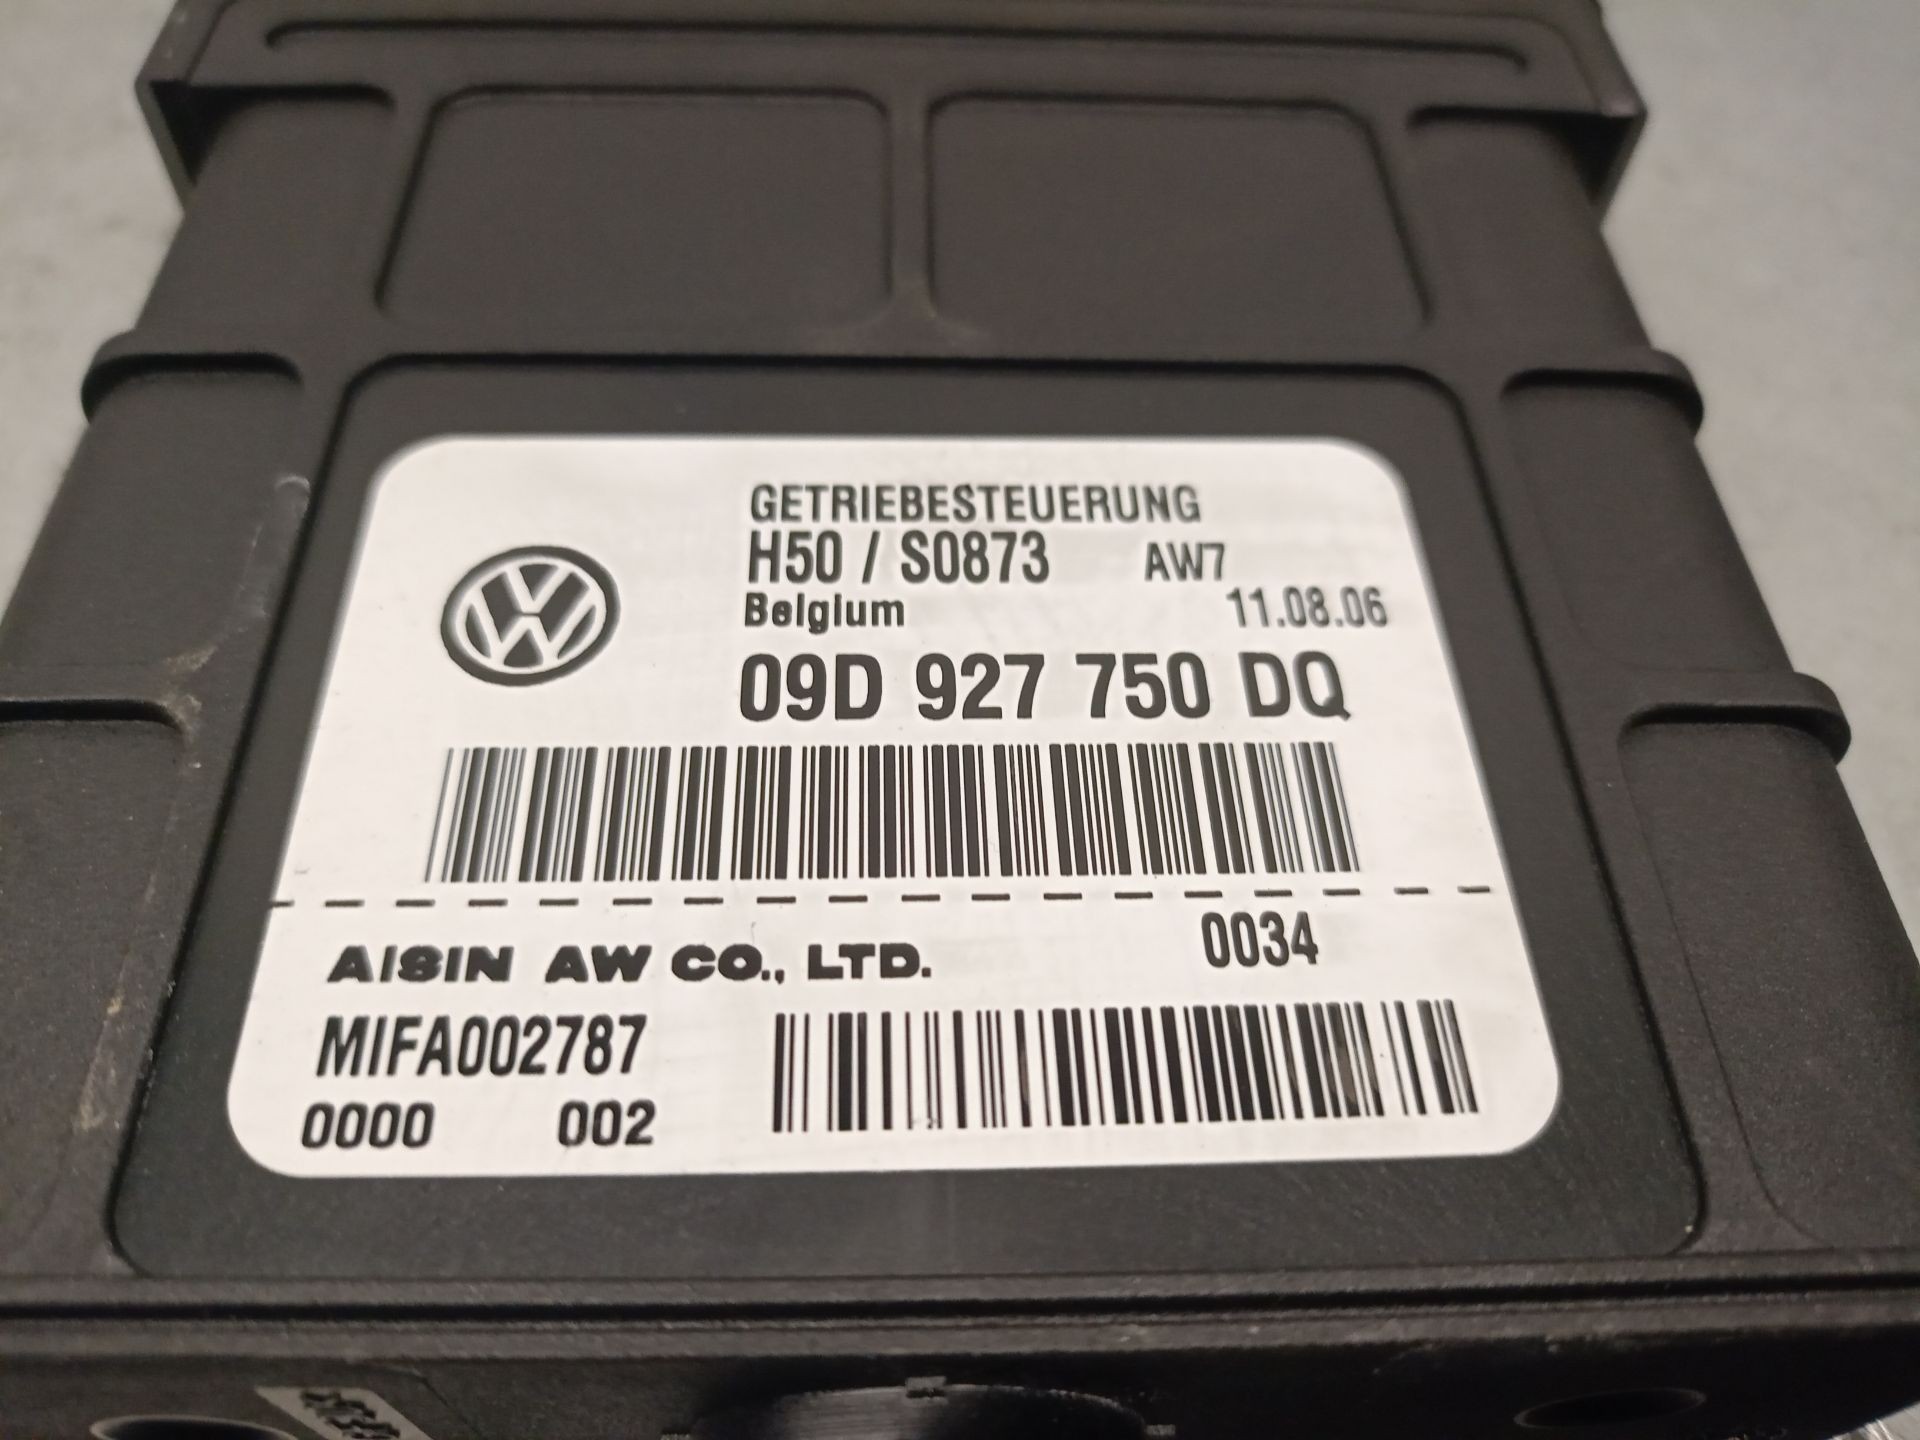 GETRIEBESTEUERUNG
H50 / S0873 AW7
Belgium 11.08.06
09D 927 750 DQ
0034
AISIN AW CO., LTD.
MIFA002787
0000 002